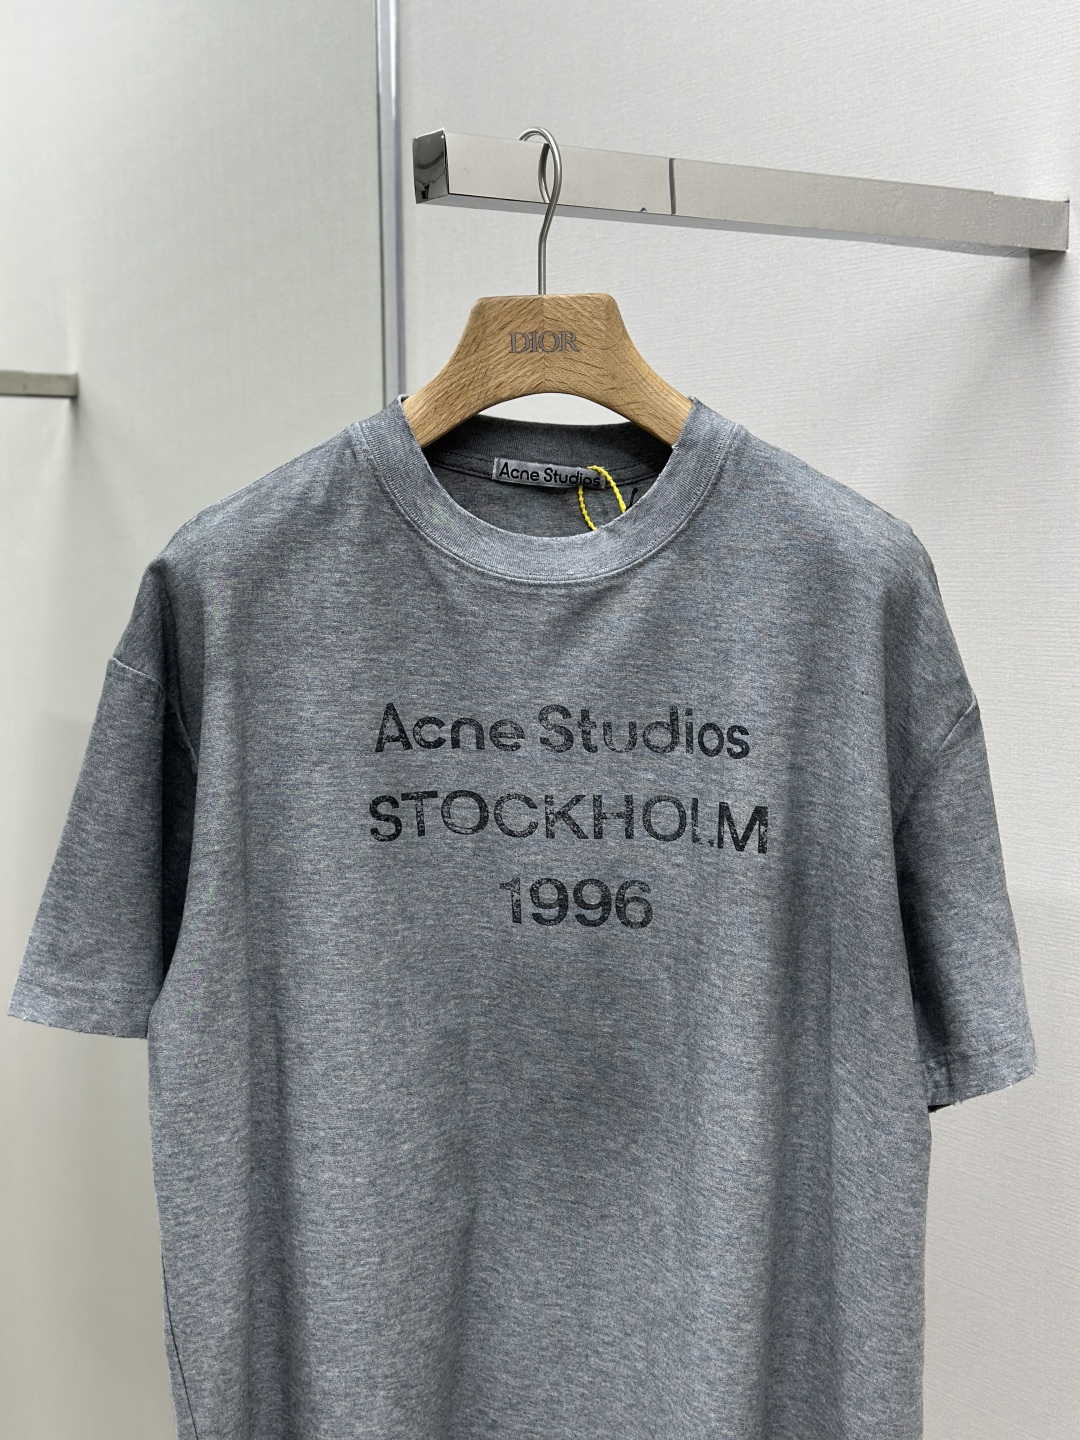 DIOR
Acne Studios
Acne Studios
STOCKHOLM
1996